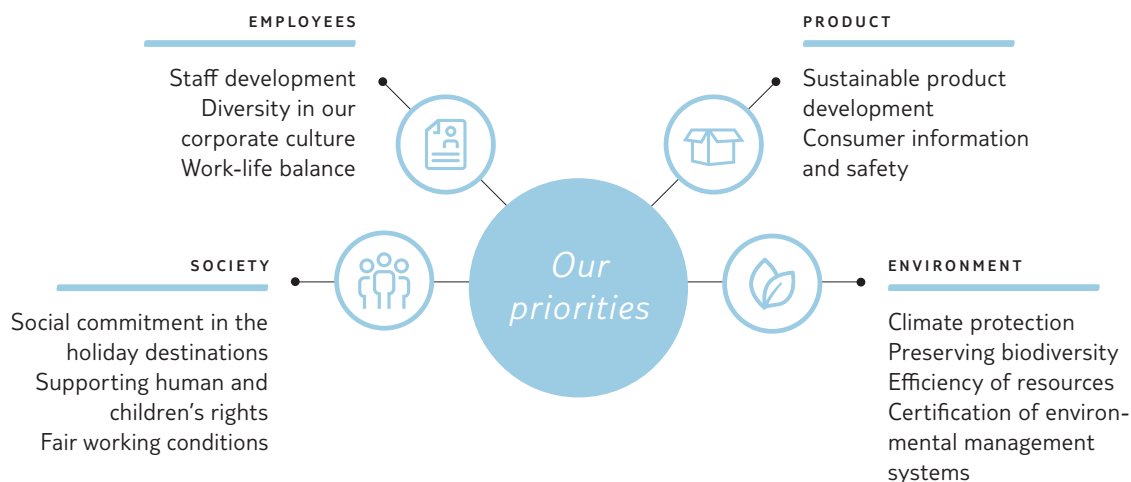 EMPLOYEES
Staff development
Diversity in our
corporate culture
Work-life balance
PRODUCT
Sustainable product
development
Consumer information
and safety
Our
priorities
SOCIETY
Social commitment in the
holiday destinations
Supporting human and
children’s rights
Fair working conditions
ENVIRONMENT
Climate protection
Preserving biodiversity
Efficiency of resources
Certification of environ-
mental management
systems